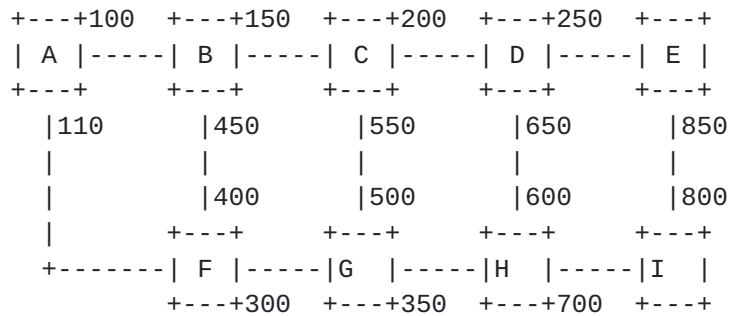 +---+100  +---+150  +---+200  +---+250  +---+
| A |-----| B |-----| C |-----| D |-----| E |
+---+     +---+     +---+     +---+     +---+
  |110      |450      |550      |650      |850
  |         |         |         |         |
  |         |400      |500      |600      |800
  |       +---+     +---+     +---+     +---+
  +-------| F |-----|G  |-----|H  |-----|I  |
          +---+300  +---+350  +---+700  +---+